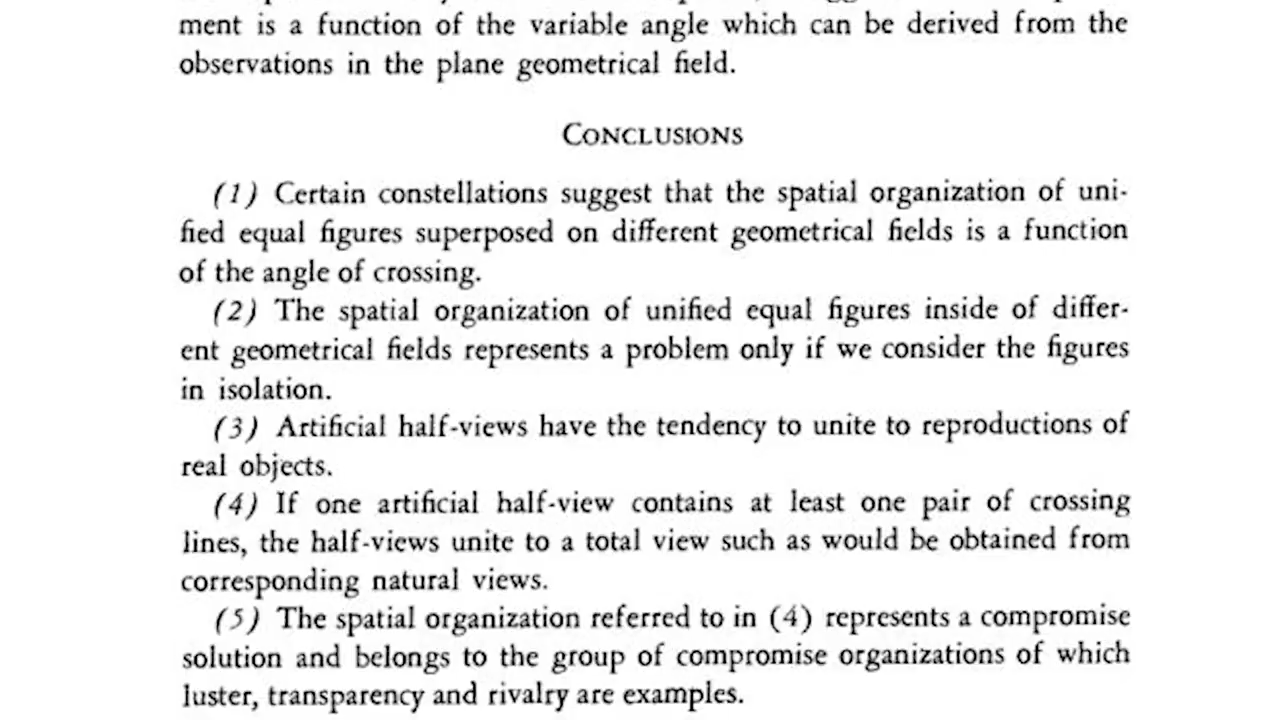 ment is a function of the variable angle which can be derived from the
observations in the plane geometrical field.
CONCLUSIONS
(1) Certain constellations suggest that the spatial organization of uni-
fied equal figures superposed on different geometrical fields is a function
of the angle of crossing.
(2) The spatial organization of unified equal figures inside of differ-
ent geometrical fields represents a problem only if we consider the figures
in isolation.
(3) Artificial half-views have the tendency to unite to reproductions of
real objects.
(4) If one artificial half-view contains at least one pair of crossing
lines, the half-views unite to a total view such as would be obtained from
corresponding natural views.
(5) The spatial organization referred to in (4) represents a compromise
solution and belongs to the group of compromise organizations of which
luster, transparency and rivalry are examples.